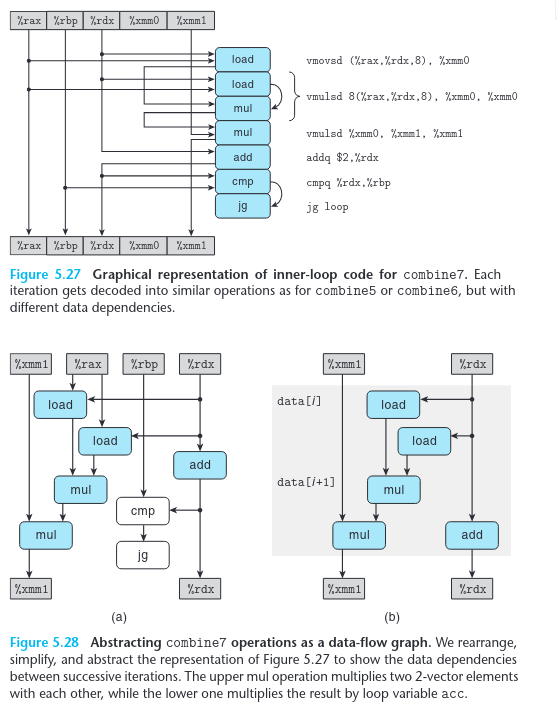 %rax %rbp %rdx %xmm0 %xmm1
load
vmovsd (%rax,%rdx,8), %xmm0
load
mul
vmulsd 8(%rax,%rdx,8), %xmm0, %xmm0
mul
vmulsd %xmm0, %xmm1, %xmm1
add
addq $2,%rdx
cmp
cmpq %rdx,%rbp
jg
jg loop
%rax %rbp %rdx %xmm0 %xmm1
Figure 5.27 Graphical representation of inner-loop code for combine7. Each
iteration gets decoded into similar operations as for combine5 or combine6, but with
different data dependencies.
%xmm1 %rax %rbp %rdx
load
load
add
mul
cmp
mul
jg
%xmm1 %rdx
(a)
%xmm1 %rdx
data[i]
load
load
data[i+1]
mul
mul
add
%xmm1 %rdx
(b)
Figure 5.28 Abstracting combine7 operations as a data-flow graph. We rearrange,
simplify, and abstract the representation of Figure 5.27 to show the data dependencies
between successive iterations. The upper mul operation multiplies two 2-vector elements
with each other, while the lower one multiplies the result by loop variable acc.